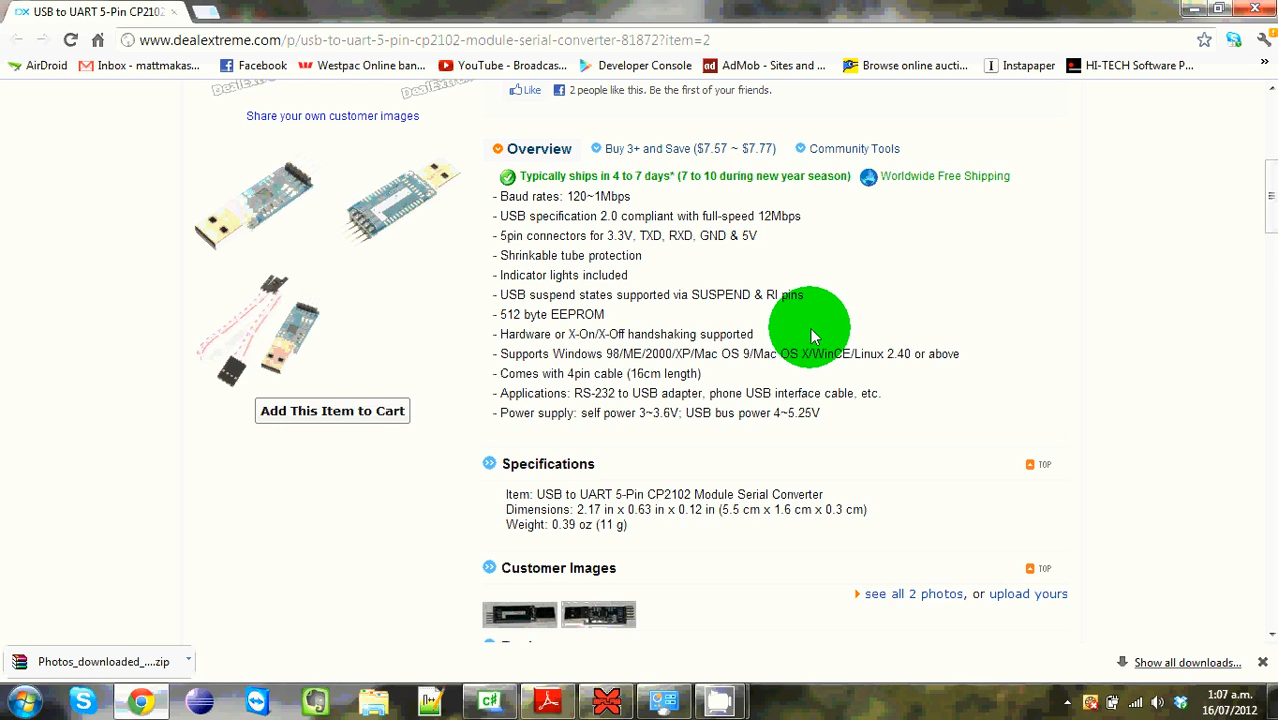 USB to UART 5-Pin CP2102
www.dealextreme.com/p/usb-to-uart-5-pin-cp2102-module-serial-converter-81872?item=2
AirDroid
Inbox - mattmakas...
Facebook
Westpac Online ban...
YouTube - Broadcas...
Developer Console
AdMob - Sites and ...
Browse online aucti...
Instapaper
HI-TECH Software P...
»
DealExtreme
DealExtreme
Like
2 people like this. Be the first of your friends.
Share your own customer images
Overview
Buy 3+ and Save ($7.57 ~ $7.77)
Community Tools
Typically ships in 4 to 7 days* (7 to 10 during new year season)
Worldwide Free Shipping
- Baud rates: 120~1Mbps
- USB specification 2.0 compliant with full-speed 12Mbps
- 5pin connectors for 3.3V, TXD, RXD, GND & 5V
- Shrinkable tube protection
- Indicator lights included
- USB suspend states supported via SUSPEND & RI pins
- 512 byte EEPROM
- Hardware or X-On/X-Off handshaking supported
- Supports Windows 98/ME/2000/XP/Mac OS 9/Mac OS X/WinCE/Linux 2.40 or above
- Comes with 4pin cable (16cm length)
- Applications: RS-232 to USB adapter, phone USB interface cable, etc.
- Power supply: self power 3~3.6V; USB bus power 4~5.25V
Add This Item to Cart
Specifications
TOP
Item: USB to UART 5-Pin CP2102 Module Serial Converter
Dimensions: 2.17 in x 0.63 in x 0.12 in (5.5 cm x 1.6 cm x 0.3 cm)
Weight: 0.39 oz (11 g)
Customer Images
TOP
see all 2 photos, or upload yours
Photos_downloaded_....zip
Show all downloads...
1:07 a.m.
16/07/2012